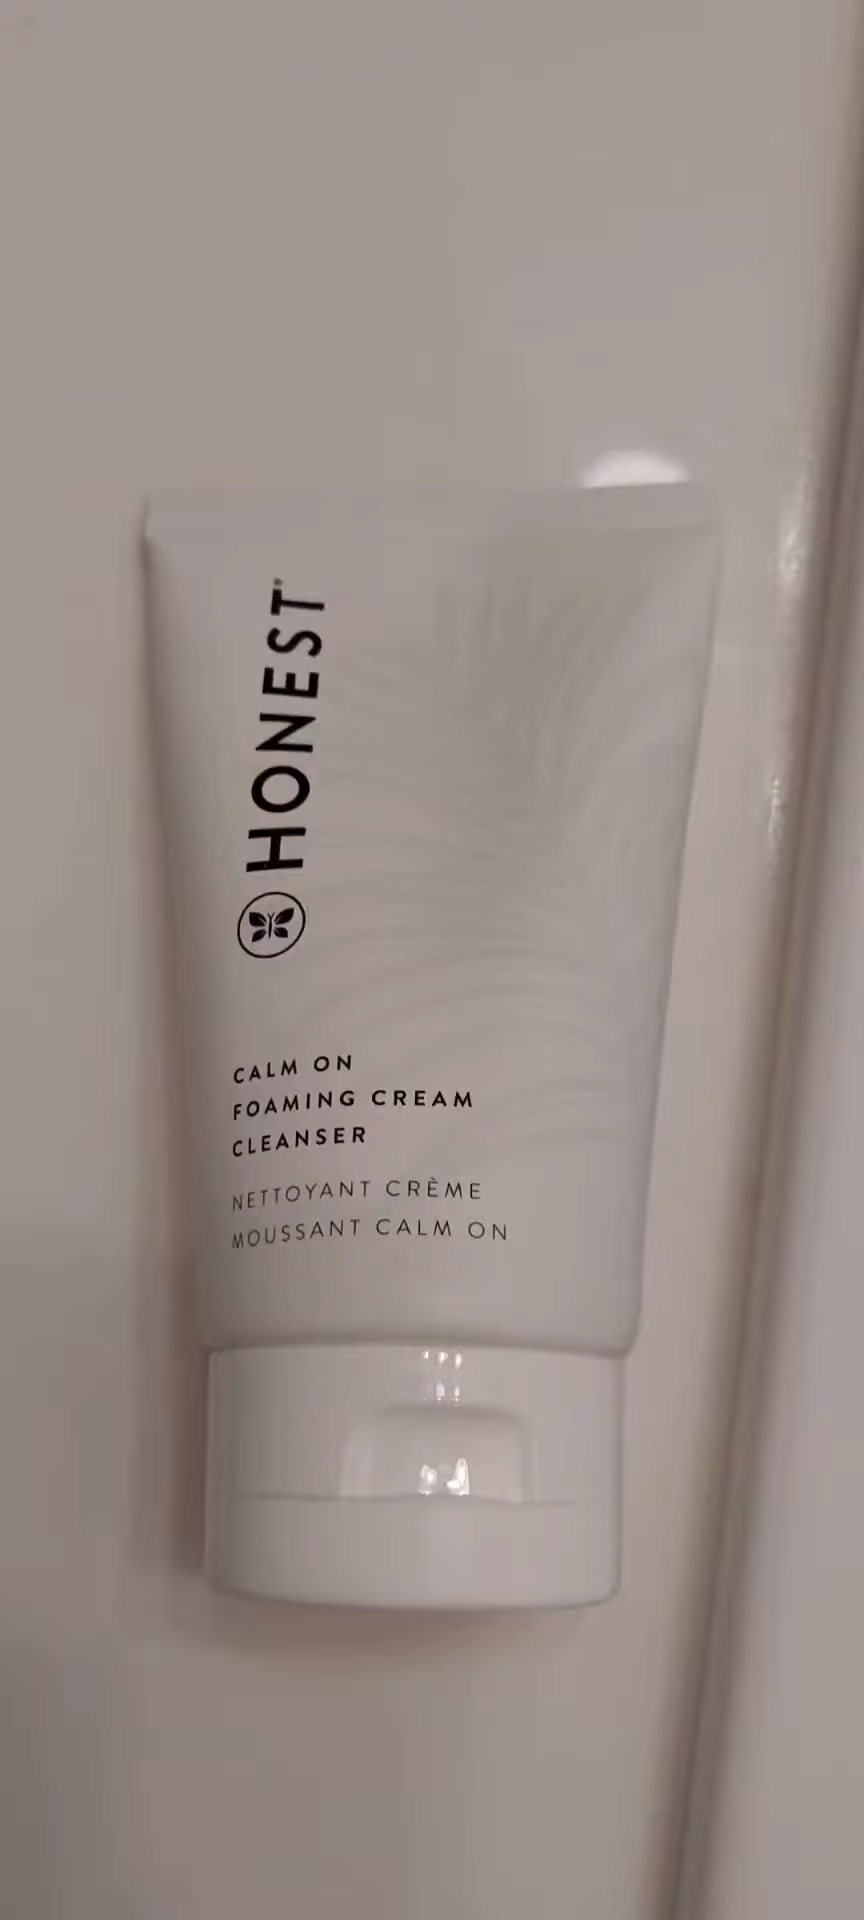 HONEST
CALM ON
FOAMING CREAM
CLEANSER
NETTOYANT CRÈME
MOUSSANT CALM ON